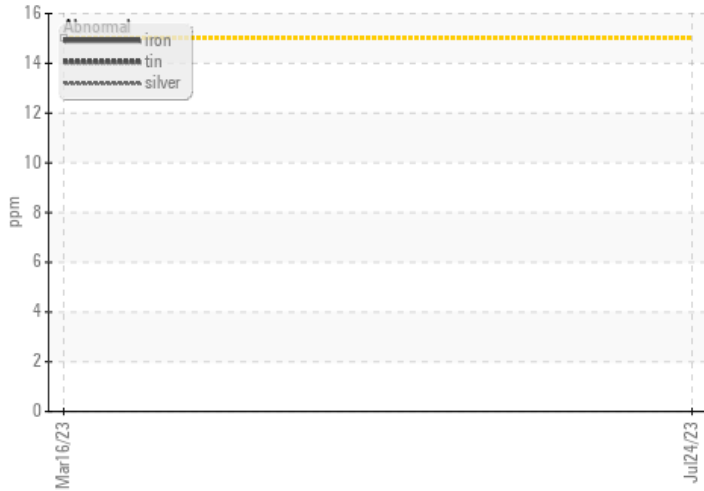 16
Abnormal
iron
tin
silver
14
12
10
8
6
4
2
0
ppm
Mar16/23
Jul24/23